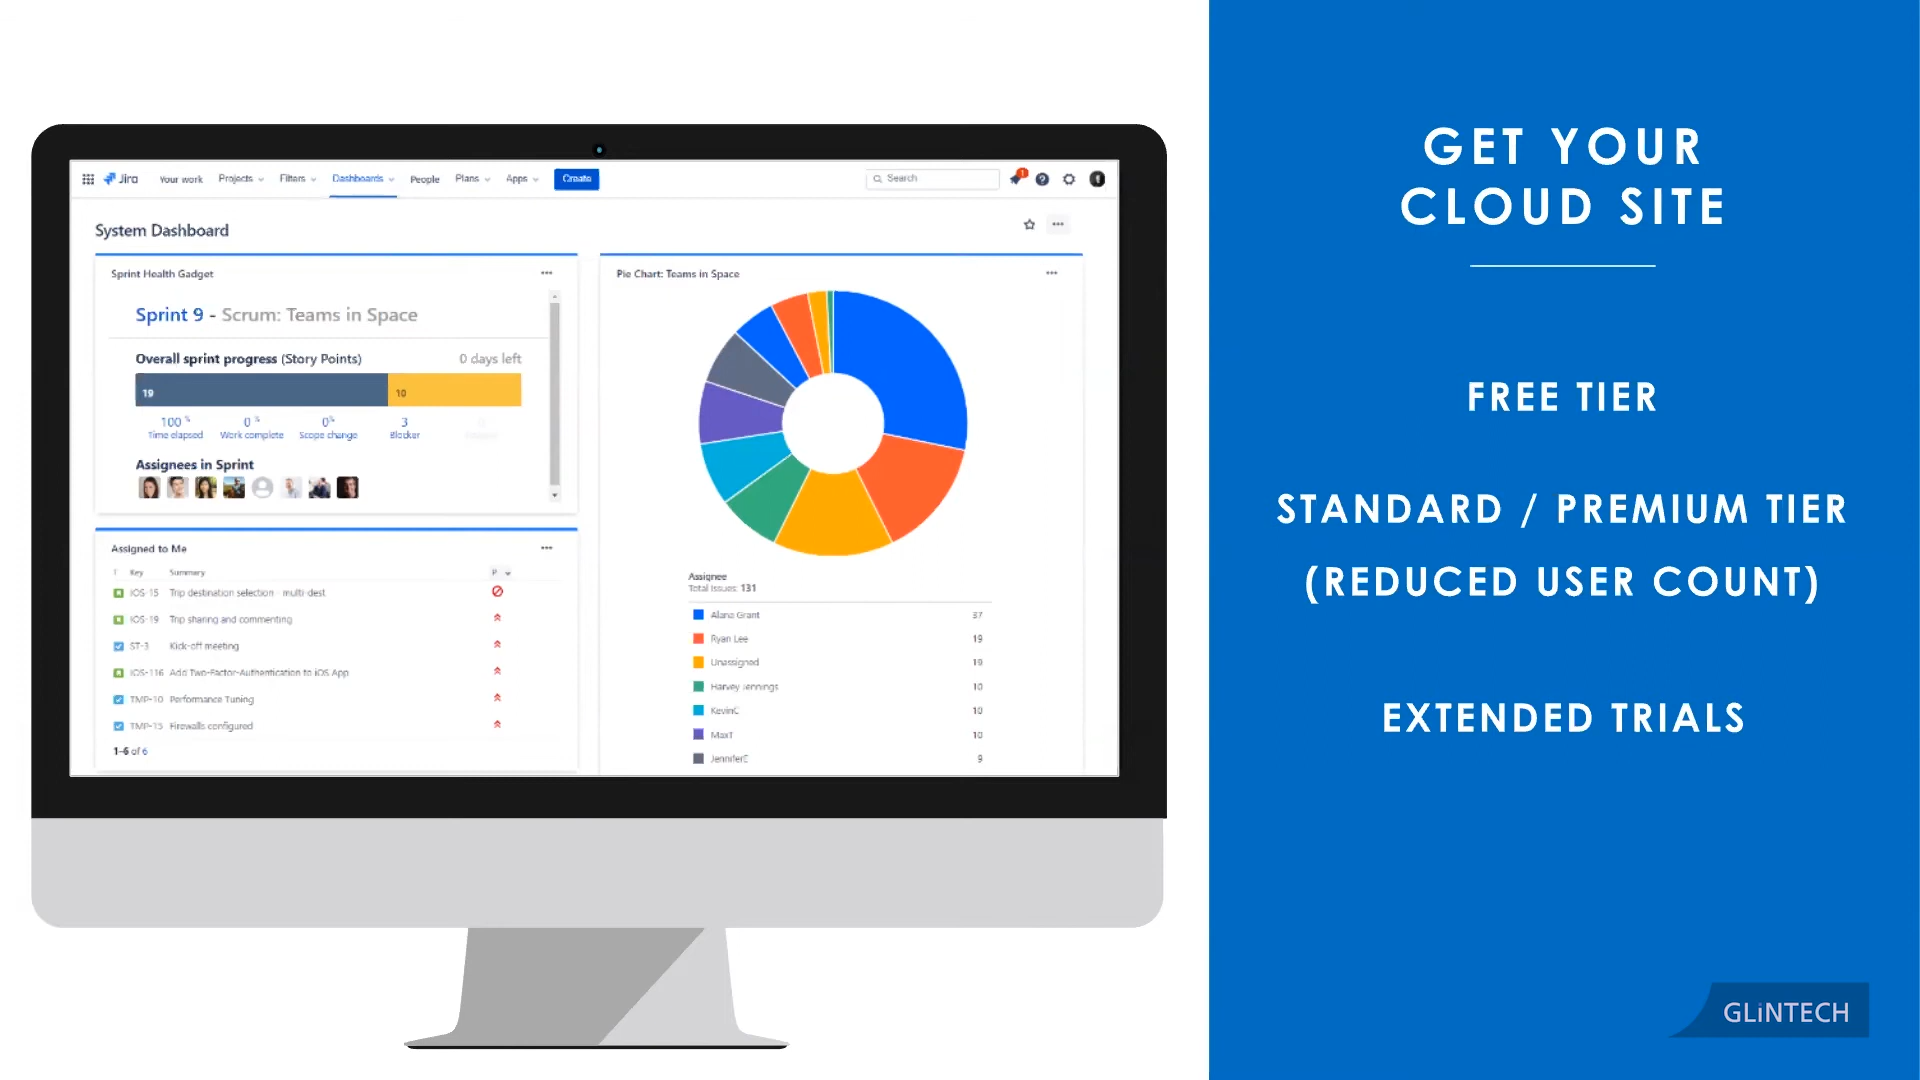 Jira
Your work
Projects
Filters
Dashboards
People
Plans
Apps
Create
Search
1
System Dashboard
Sprint Health Gadget
Sprint 9 - Scrum: Teams in Space
Overall sprint progress (Story Points)
0 days left
19
10
100 %
Time elapsed
0 %
Work complete
0%
Scope change
3
Blocker
Assignees in Sprint
Assigned to Me
T Key Summary P
IOS-15 Trip destination selection multi-dest
IOS-19 Trip sharing and commenting
ST-3 Kick-off meeting
IOS-116 Add Two-Factor-Authentication to iOS App
TMP-10 Performance Tuning
TMP-15 Firewalls configured
1-6 of 6
Pie Chart: Teams in Space
Assignee
Total Issues: 131
Alana Grant 37
Ryan Lee 19
Unassigned 19
Harvey Jennings 10
KevinC 10
MaxT 10
JenniferE 9
GET YOUR
CLOUD SITE
FREE TIER
STANDARD / PREMIUM TIER
(REDUCED USER COUNT)
EXTENDED TRIALS
GLiNTECH